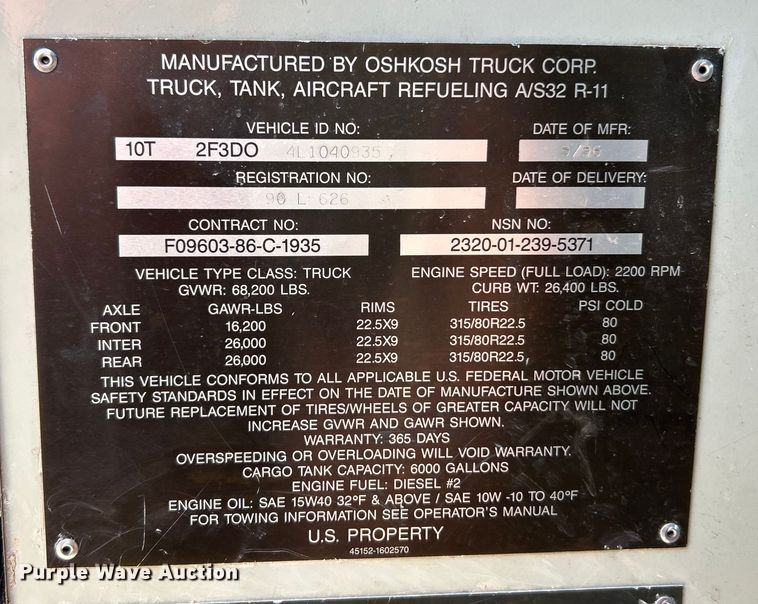 MANUFACTURED BY OSHKOSH TRUCK CORP.
TRUCK, TANK, AIRCRAFT REFUELING A/S32 R-11
VEHICLE ID NO: DATE OF MFR:
10T 2F3DO 4L1040935
REGISTRATION NO: DATE OF DELIVERY:
90 L 626
CONTRACT NO: NSN NO:
F09603-86-C-1935 2320-01-239-5371
VEHICLE TYPE CLASS: TRUCK ENGINE SPEED (FULL LOAD): 2200 RPM
GVWR: 68,200 LBS. CURB WT: 26,400 LBS.
AXLE GAWR-LBS RIMS TIRES PSI COLD
FRONT 16,200 22.5X9 315/80R22.5 80
INTER 26,000 22.5X9 315/80R22.5 80
REAR 26,000 22.5X9 315/80R22.5 80
THIS VEHICLE CONFORMS TO ALL APPLICABLE U.S. FEDERAL MOTOR VEHICLE
SAFETY STANDARDS IN EFFECT ON THE DATE OF MANUFACTURE SHOWN ABOVE.
FUTURE REPLACEMENT OF TIRES/WHEELS OF GREATER CAPACITY WILL NOT
INCREASE GVWR AND GAWR SHOWN.
WARRANTY: 365 DAYS
OVERSPEEDING OR OVERLOADING WILL VOID WARRANTY.
CARGO TANK CAPACITY: 6000 GALLONS
ENGINE FUEL: DIESEL #2
ENGINE OIL: SAE 15W40 32°F & ABOVE / SAE 10W -10 TO 40°F
FOR TOWING INFORMATION SEE OPERATOR'S MANUAL
U.S. PROPERTY
45152-1602570
Purple Wave Auction